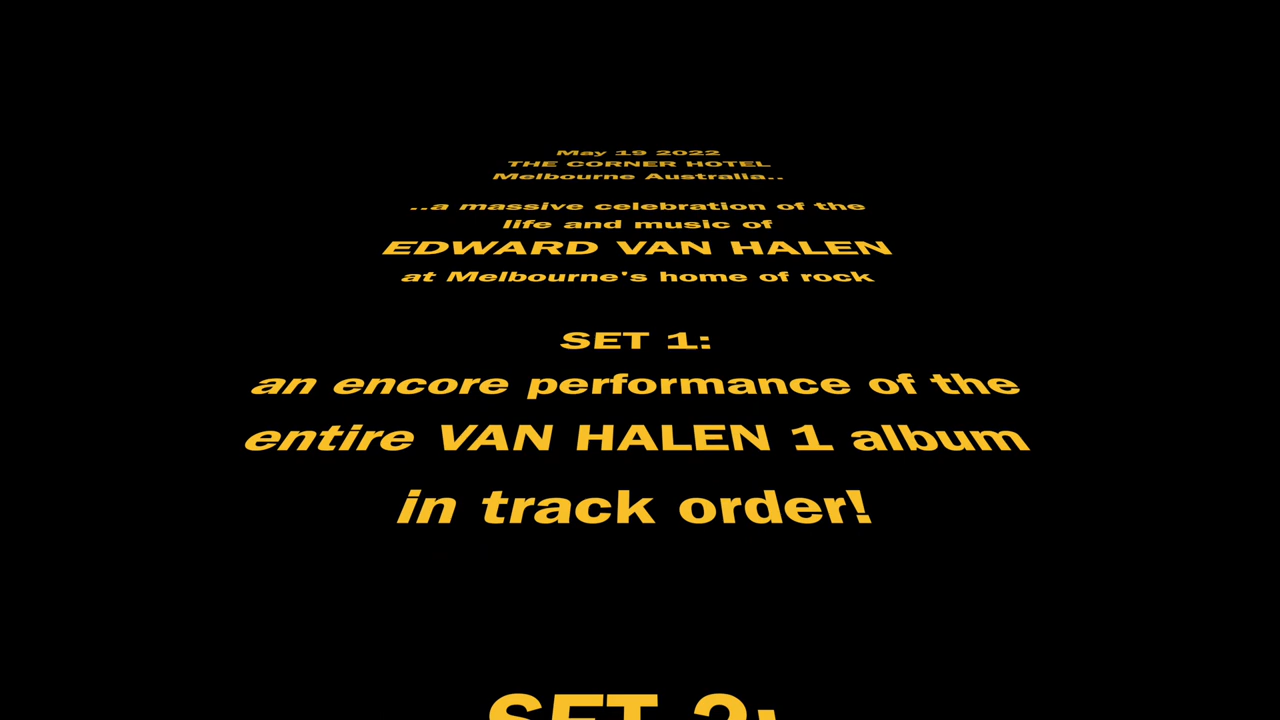 May 19 2022
THE CORNER HOTEL
Melbourne Australia..
..a massive celebration of the
life and music of
EDWARD VAN HALEN
at Melbourne's home of rock
SET 1:
an encore performance of the
entire VAN HALEN 1 album
in track order!
SET 2: